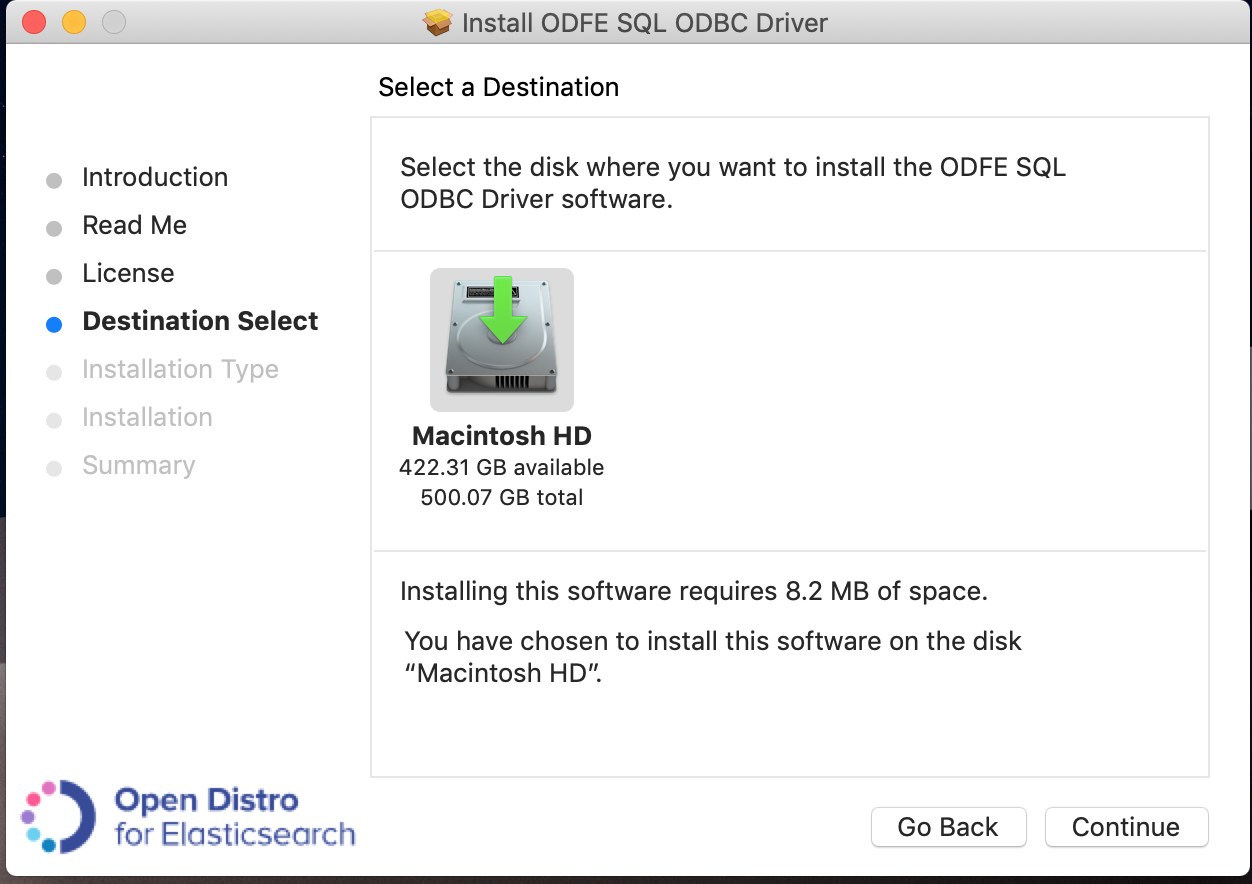 Install ODFE SQL ODBC Driver
Select a Destination
Introduction
Read Me
License
Destination Select
Installation Type
Installation
Summary
Select the disk where you want to install the ODFE SQL
ODBC Driver software.
Macintosh HD
422.31 GB available
500.07 GB total
Installing this software requires 8.2 MB of space.
You have chosen to install this software on the disk
“Macintosh HD”.
Open Distro
for Elasticsearch
Go Back
Continue